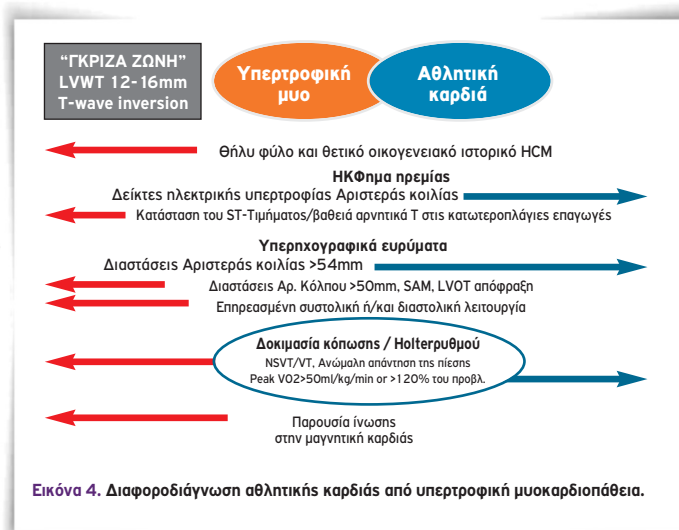 “ΓΚΡΙΖΑ ΖΩΝΗ”
LVWT 12-16mm
T-wave inversion
Υπερτροφική
μυο
Αθλητική
καρδιά
Θήλυ φύλο και θετικό οικογενειακό ιστορικό HCM
ΗΚΦημα ηρεμίας
Δείκτες ηλεκτρικής υπερτροφίας Αριστεράς κοιλίας
Κατάσταση του ST-Τιμήματος/βαθειά αρνητικά Τ στις κατωτεροπλάγιες επαγωγές
Υπερηχογραφικά ευρύματα
Διαστάσεις Αριστεράς κοιλίας >54mm
Διαστάσεις Αρ. Κόλπου >50mm, SAM, LVOT απόφραξη
Επηρεασμένη συστολική ή/και διαστολική λειτουργία
Δοκιμασία κόπωσης / Holterρυθμού
NSVT/VT, Ανώμαλη απάντηση της πίεσης
Peak VO2>50ml/kg/min or >120% του προβλ.
Παρουσία ίνωσης
στην μαγνητική καρδιάς
Εικόνα 4. Διαφοροδιάγνωση αθλητικής καρδιάς από υπερτροφική μυοκαρδιοπάθεια.